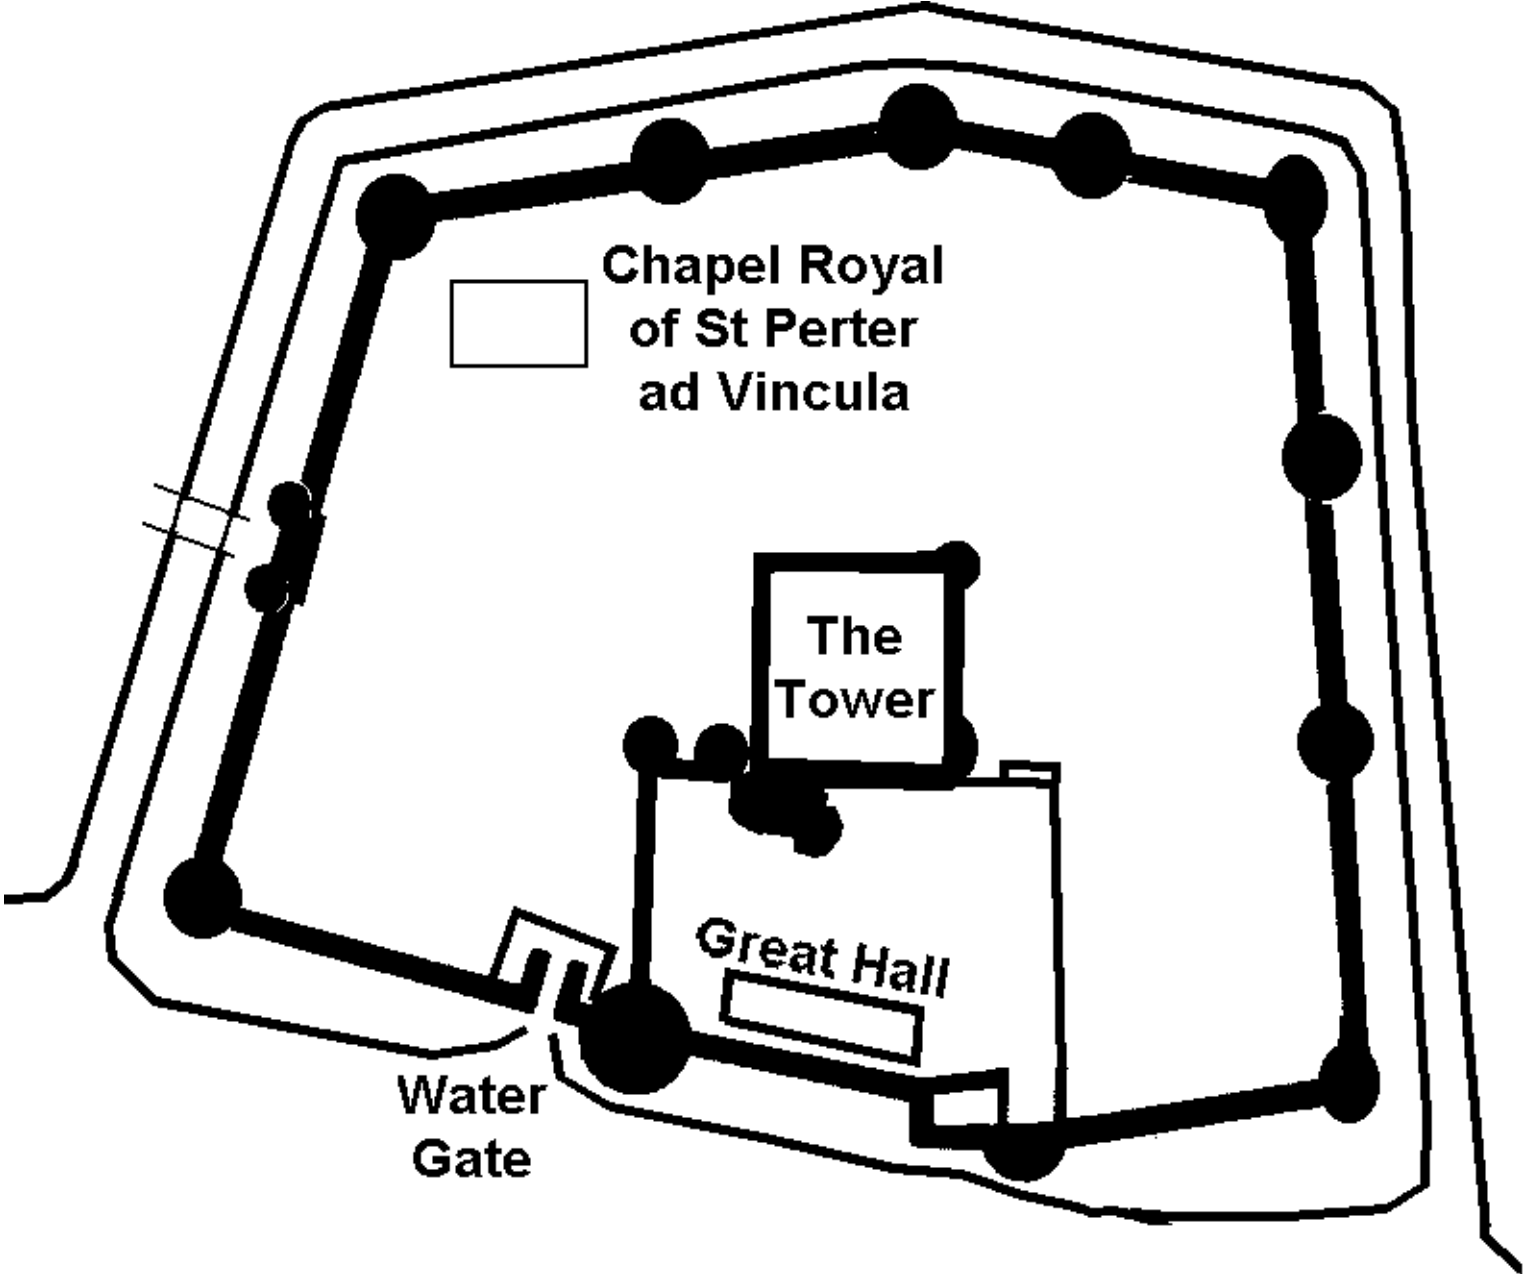 Chapel Royal
of St Perter
ad Vincula
The
Tower
Great Hall
Water
Gate